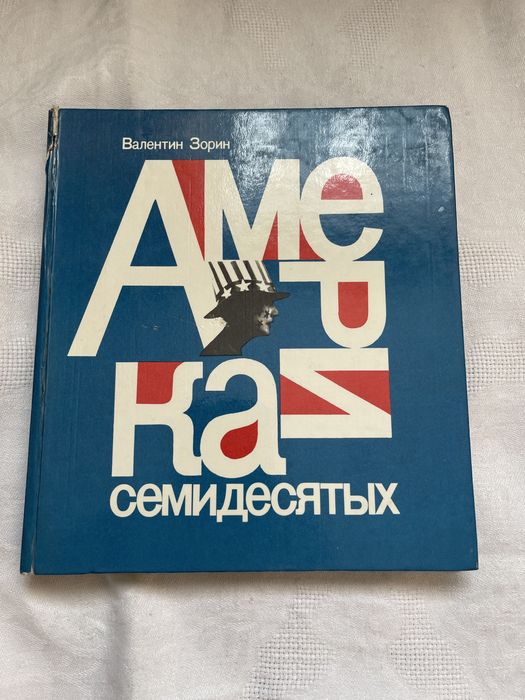 Валентин Зорин
Америка
семидесятых